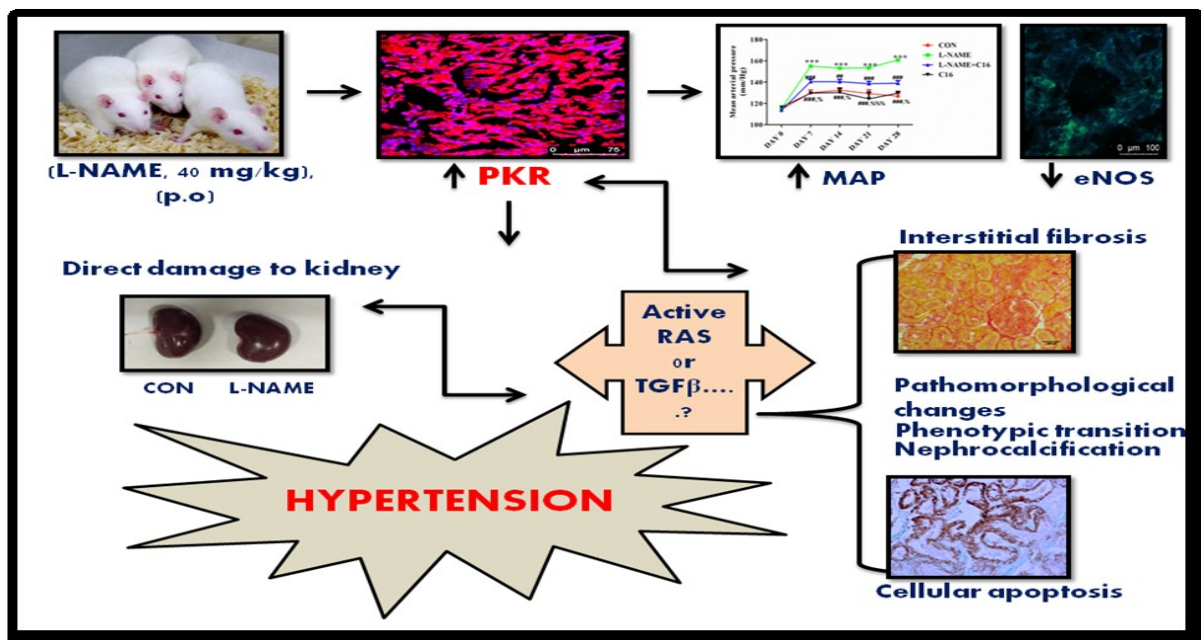 Mean arterial pressure
(mm/Hg)
180
160
140
120
100
DAY 0
DAY 7
DAY 14
DAY 21
DAY 28
CON
L-NAME
L-NAME+C16
C16
***
***
***
***
###
##
###
###
###,%
###,%
###,%%%
###,%
0 µm 75
0 µm 100
(L-NAME, 40 mg/kg),
(p.o)
PKR
MAP
eNOS
Direct damage to kidney
CON L-NAME
Active
RAS
or
TGFβ....
.?
Interstitial fibrosis
Pathomorphological
changes
Phenotypic transition
Nephrocalcification
Cellular apoptosis
HYPERTENSION